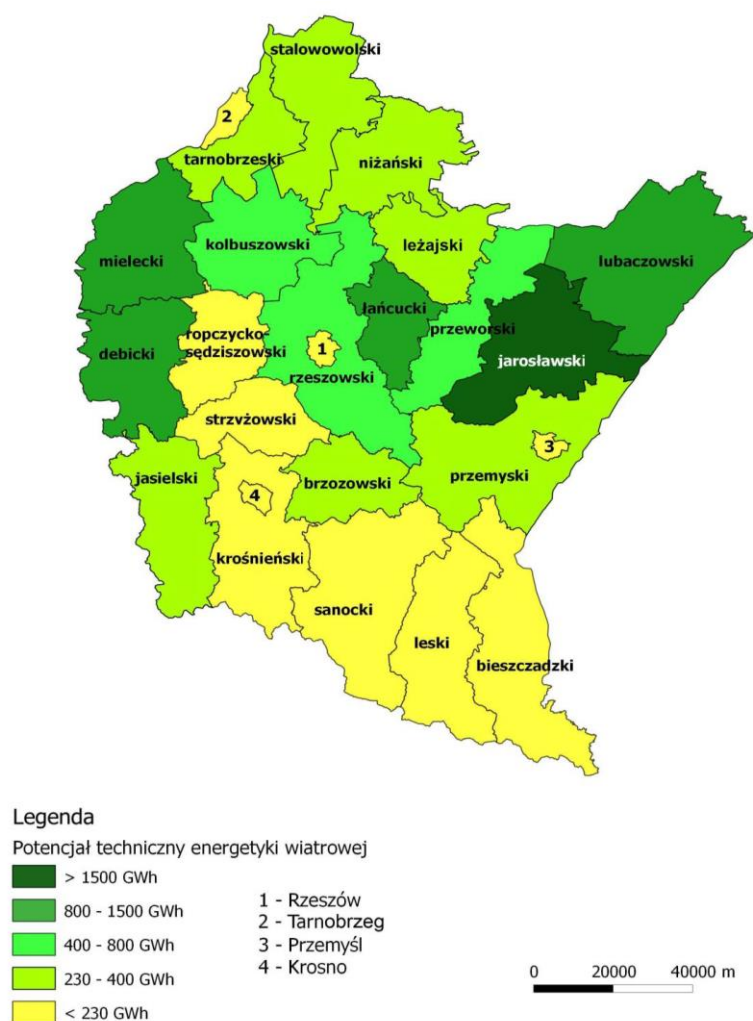 stalowowolski
2
tarnobrzeski
niżański
kolbuszowski
leżajski
mielecki
lubaczowski
łańcucki
ropczycko-
sędziszowski
przeworski
debicki
1
jarosławski
rzeszowski
strzyżowski
3
jasielski
brzozowski
przemyski
4
krośnieński
sanocki
leski
bieszczadzki
Legenda
Potencjał techniczny energetyki wiatrowej
> 1500 GWh
800 - 1500 GWh
400 - 800 GWh
230 - 400 GWh
< 230 GWh
1 - Rzeszów
2 - Tarnobrzeg
3 - Przemyśl
4 - Krosno
0 20000 40000 m